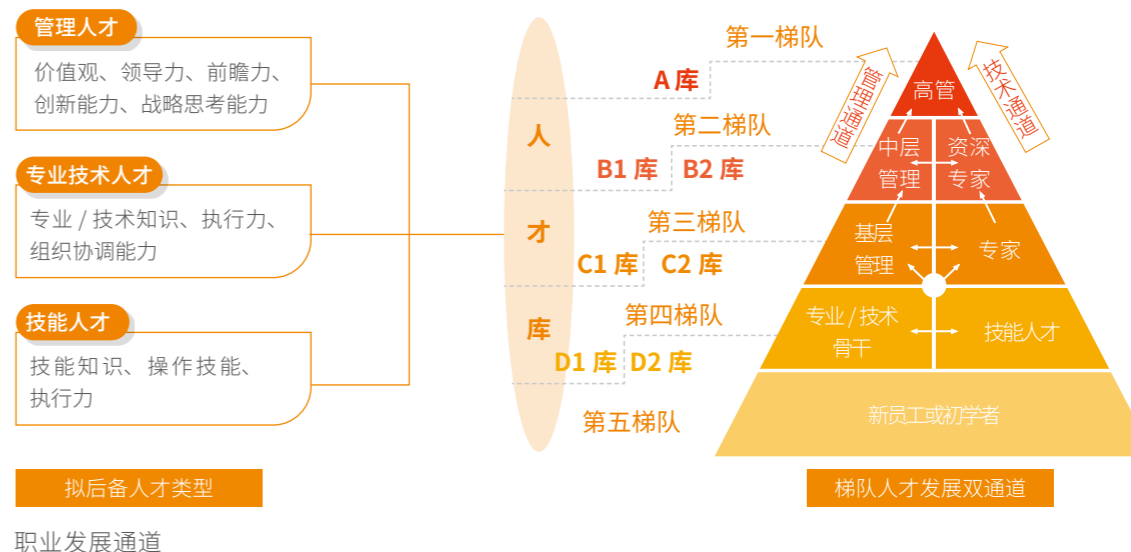 管理人才
价值观、领导力、前瞻力、
创新能力、战略思考能力
专业技术人才
专业 / 技术知识、执行力、
组织协调能力
技能人才
技能知识、操作技能、
执行力
拟后备人才类型
人
才
库
第一梯队
A 库
第二梯队
B1 库
B2 库
第三梯队
C1 库
C2 库
第四梯队
D1 库
D2 库
第五梯队
管理通道
技术通道
高管
中层
管理
资深
专家
基层
管理
专家
专业 / 技术
骨干
技能人才
新员工或初学者
梯队人才发展双通道
职业发展通道